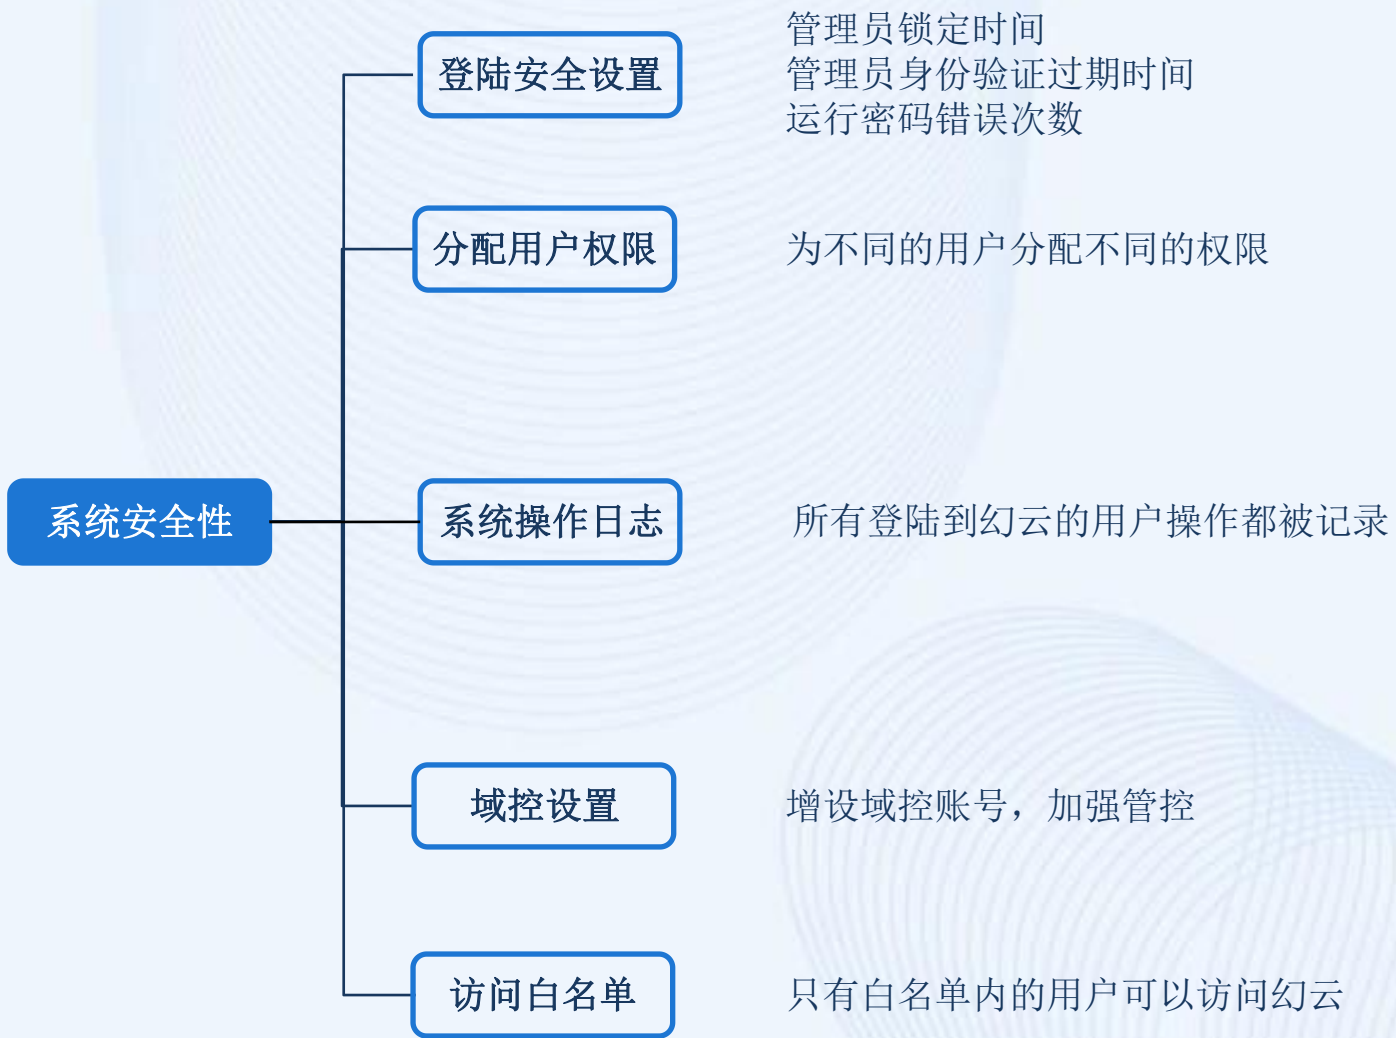 管理员锁定时间
登陆安全设置
管理员身份验证过期时间
运行密码错误次数
分配用户权限
为不同的用户分配不同的权限
系统安全性
系统操作日志
所有登陆到幻云的用户操作都被记录
域控设置
增设域控账号，加强管控
访问白名单
只有白名单内的用户可以访问幻云